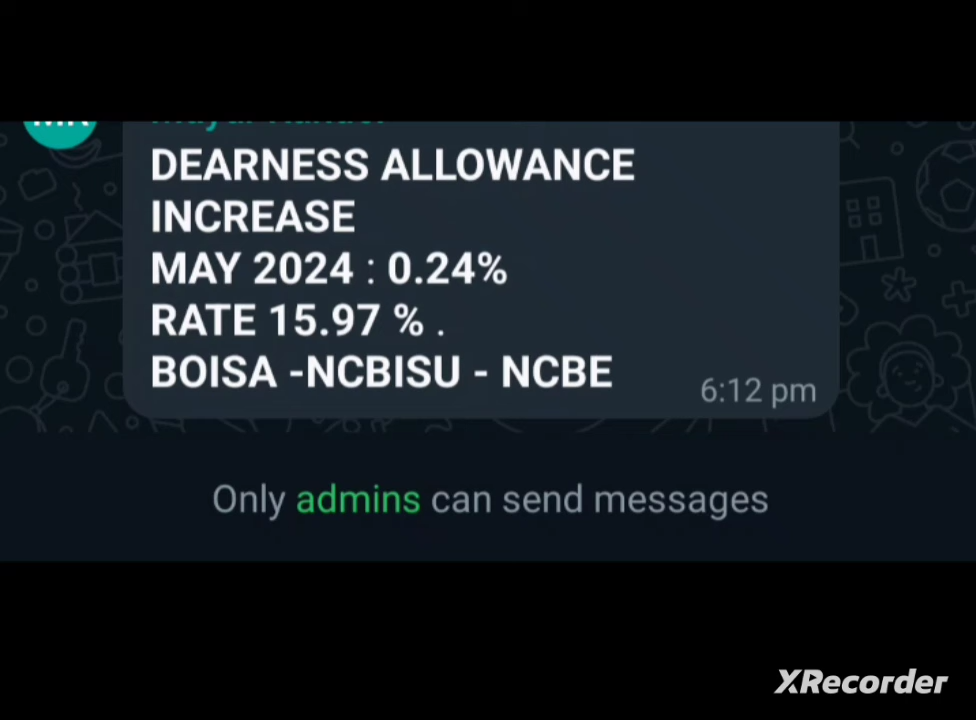 DEARNESS ALLOWANCE
INCREASE
MAY 2024 : 0.24%
RATE 15.97 % .
BOISA -NCBISU - NCBE
6:12 pm
Only admins can send messages
XRecorder